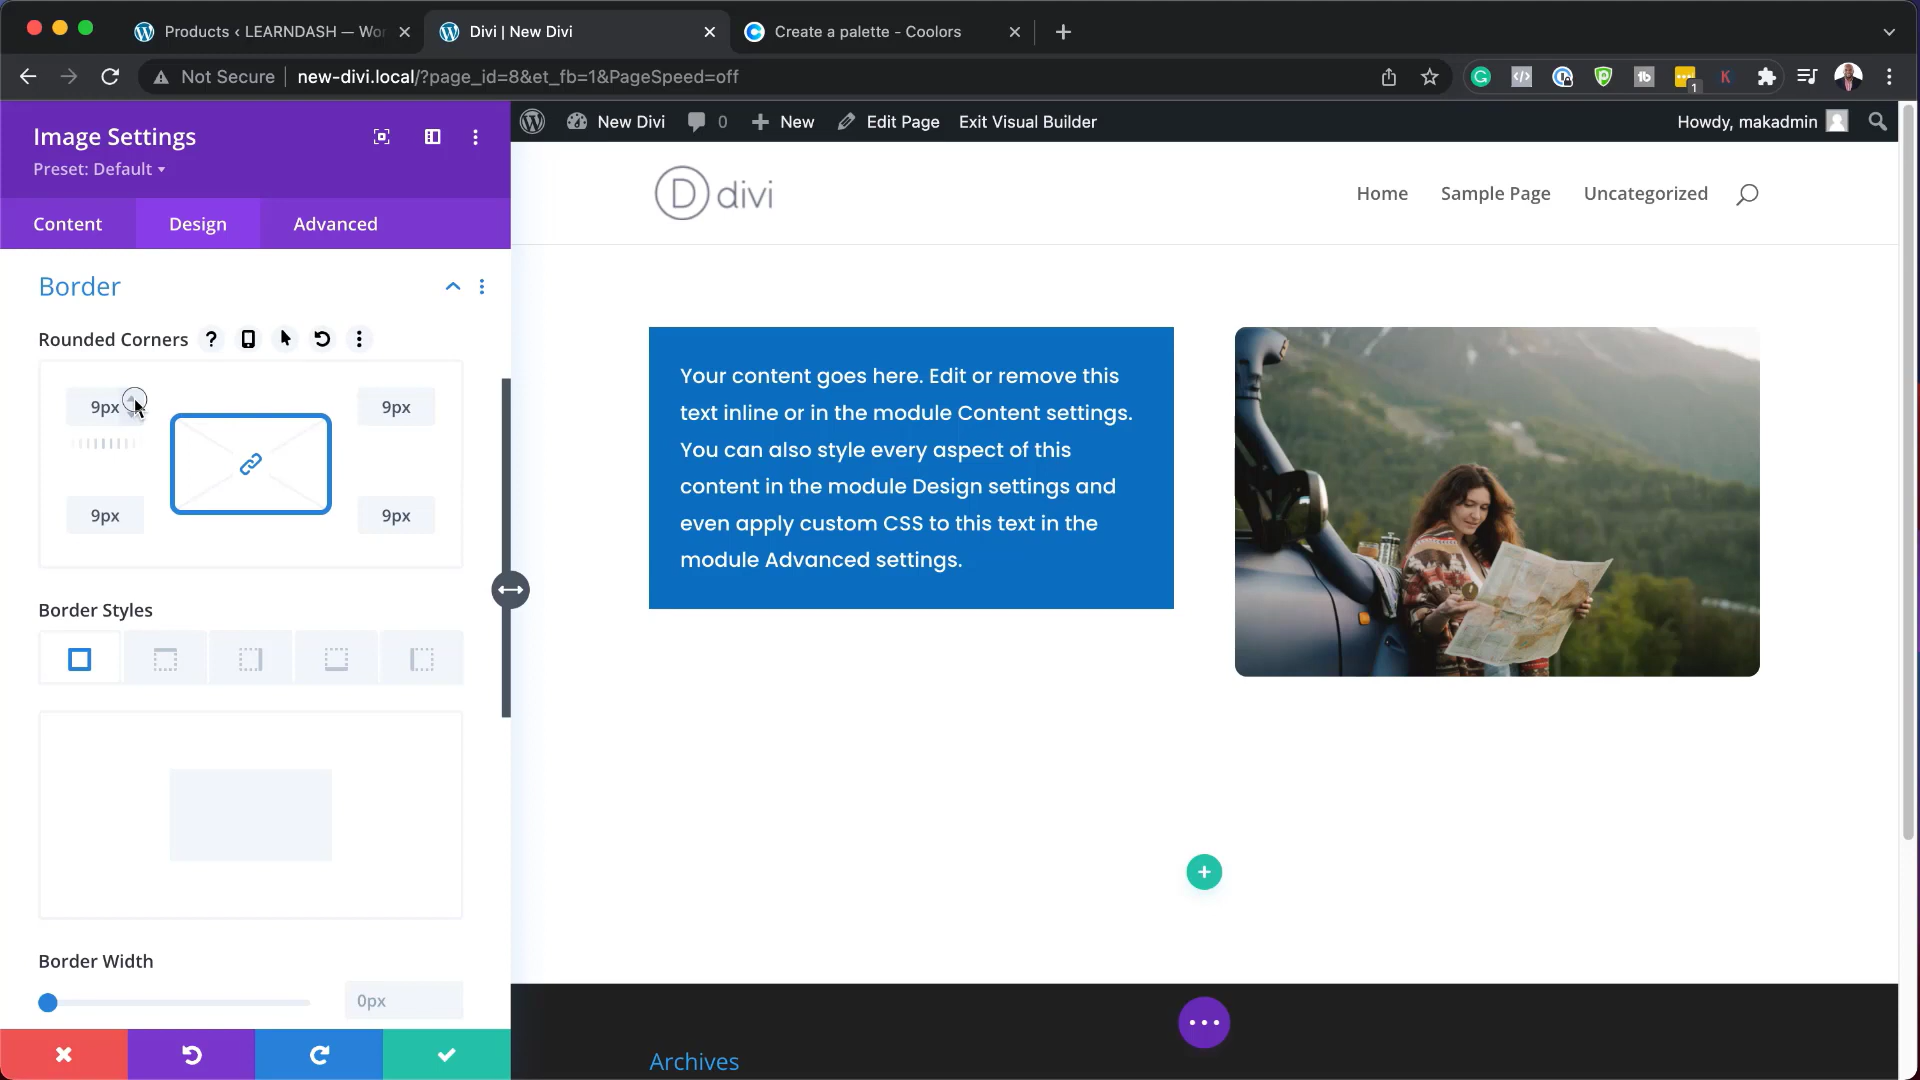 Products ‹ LEARNDASH — Wor
Divi | New Divi
Create a palette - Coolors
Not Secure
new-divi.local/?page_id=8&et_fb=1&PageSpeed=off
1
Image Settings
Preset: Default
Content
Design
Advanced
New Divi
0
New
Edit Page
Exit Visual Builder
Howdy, makadmin
D divi
Home
Sample Page
Uncategorized
Border
Rounded Corners
9px
9px
9px
9px
Border Styles
Border Width
0px
Your content goes here. Edit or remove this
text inline or in the module Content settings.
You can also style every aspect of this
content in the module Design settings and
even apply custom CSS to this text in the
module Advanced settings.
Archives